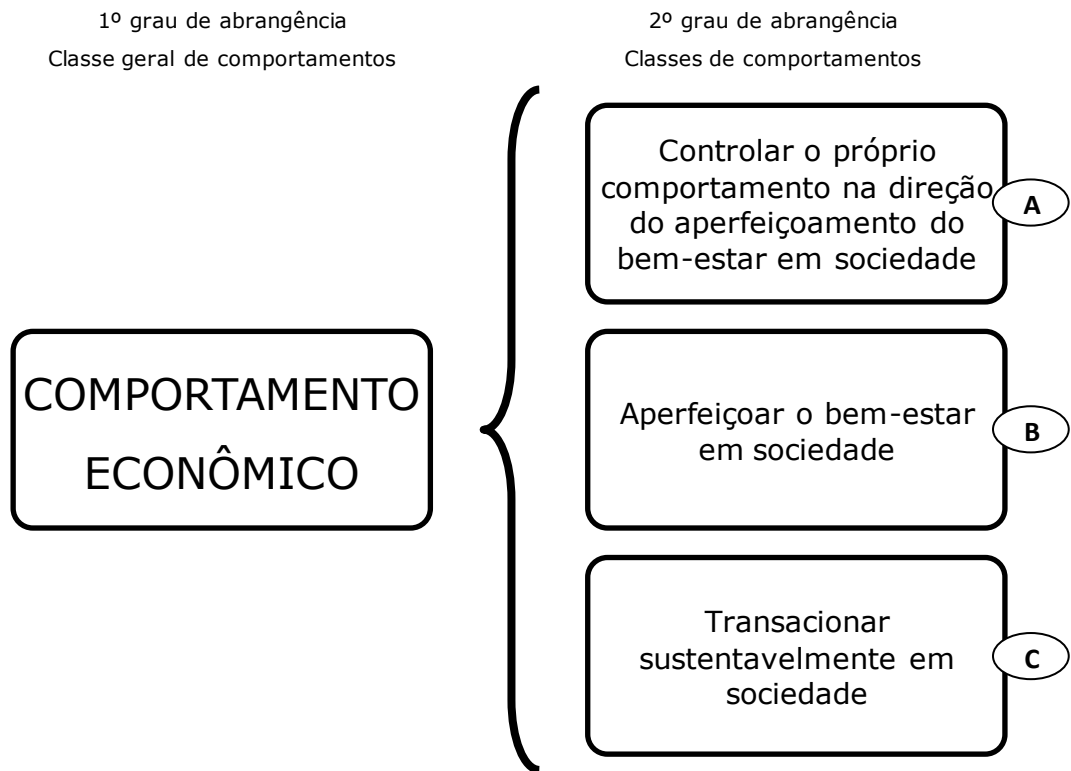 1º grau de abrangência
Classe geral de comportamentos
2º grau de abrangência
Classes de comportamentos
COMPORTAMENTO
ECONÔMICO
Controlar o próprio
comportamento na direção
do aperfeiçoamento do
bem-estar em sociedade
A
Aperfeiçoar o bem-estar
em sociedade
B
Transacionar
sustentavelmente em
sociedade
C